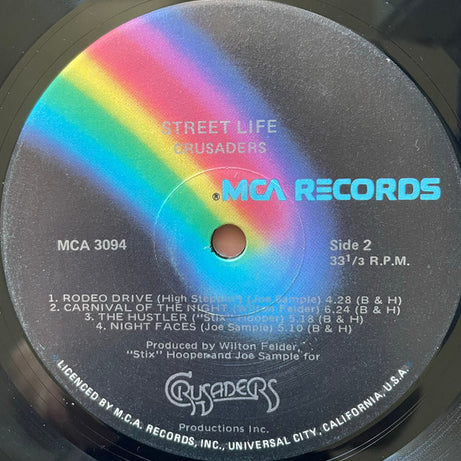 STREET LIFE
CRUSADERS
® MCA RECORDS
MCA 3094
Side 2
33 1/3 R.P.M.
1. RODEO DRIVE (High Steppin') (Joe Sample) 4.28 (B & H)
2. CARNIVAL OF THE NIGHT (Wilton Felder) 6.24 (B & H)
3. THE HUSTLER ("Stix" Hooper) 5.18 (B & H)
4. NIGHT FACES (Joe Sample) 5.10 (B & H)
Produced by Wilton Felder,
"Stix" Hooper and Joe Sample for
CRUSADERS
Productions Inc.
LICENCED BY M.C.A. RECORDS, INC., UNIVERSAL CITY, CALIFORNIA, U.S.A.